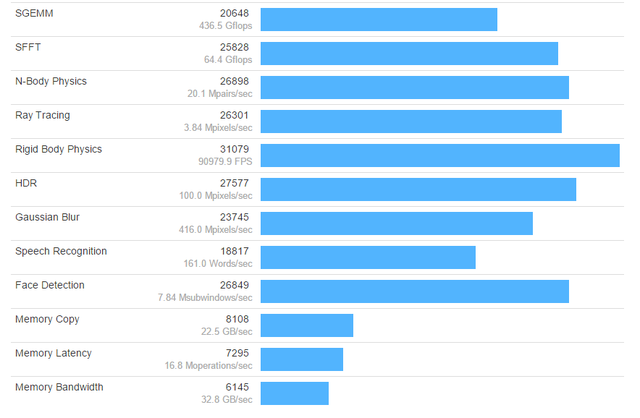 SGEMM 20648
436.5 Gflops
SFFT 25828
64.4 Gflops
N-Body Physics 26898
20.1 Mpairs/sec
Ray Tracing 26301
3.84 Mpixels/sec
Rigid Body Physics 31079
90979.9 FPS
HDR 27577
100.0 Mpixels/sec
Gaussian Blur 23745
416.0 Mpixels/sec
Speech Recognition 18817
161.0 Words/sec
Face Detection 26849
7.84 Msubwindows/sec
Memory Copy 8108
22.5 GB/sec
Memory Latency 7295
16.8 Moperations/sec
Memory Bandwidth 6145
32.8 GB/sec